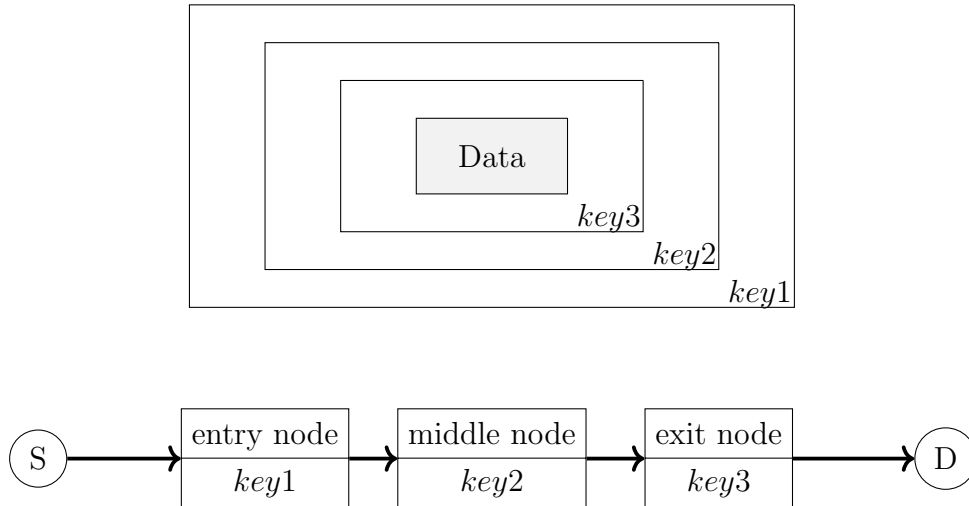 Data
key3
key2
key1
S
entry node
middle node
exit node
D
key1
key2
key3